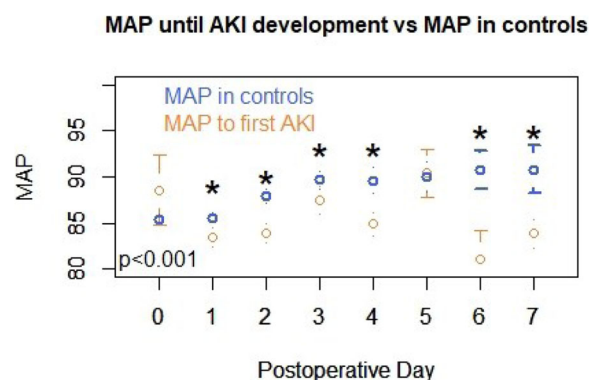 MAP until AKI development vs MAP in controls
MAP in controls
MAP to first AKI
* * * * * *
MAP
95
90
85
80
p<0.001
0 1 2 3 4 5 6 7
Postoperative Day